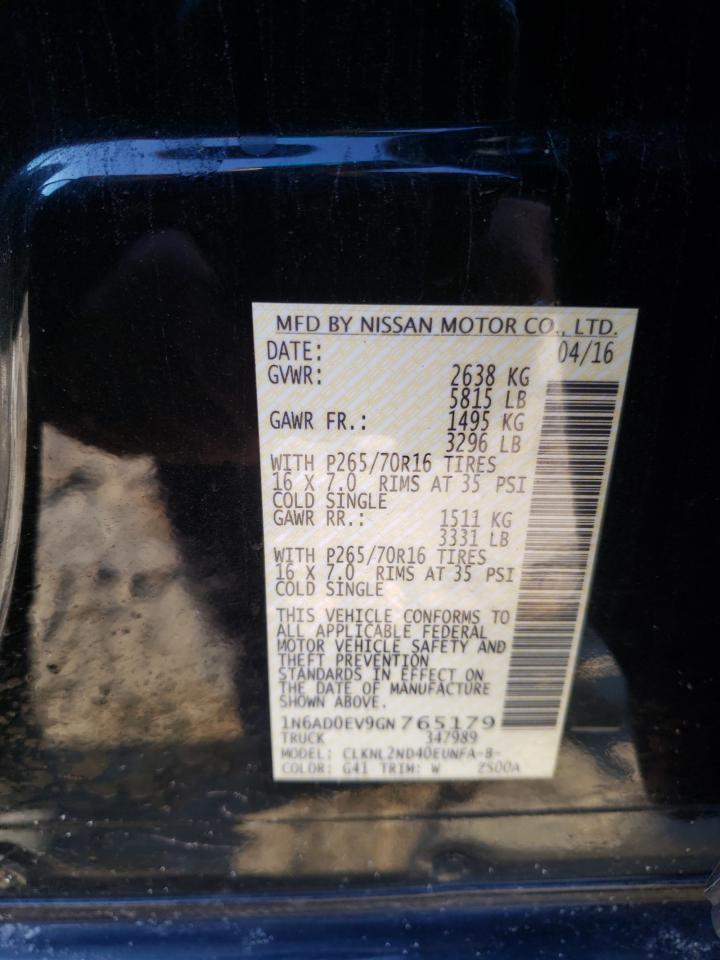 MFD BY NISSAN MOTOR CO., LTD.
DATE: 04/16
GVWR: 2638 KG
5815 LB
GAWR FR.: 1495 KG
3296 LB
WITH P265/70R16 TIRES
16 X 7.0 RIMS AT 35 PSI
COLD SINGLE
GAWR RR.: 1511 KG
3331 LB
WITH P265/70R16 TIRES
16 X 7.0 RIMS AT 35 PSI
COLD SINGLE
THIS VEHICLE CONFORMS TO
ALL APPLICABLE FEDERAL
MOTOR VEHICLE SAFETY AND
THEFT PREVENTION
STANDARDS IN EFFECT ON
THE DATE OF MANUFACTURE
SHOWN ABOVE.
1N6AD0EV9GN765179
TRUCK 347989
MODEL: CLKNL2ND40EUNFA-8-
COLOR: G41 TRIM: W ZS00A